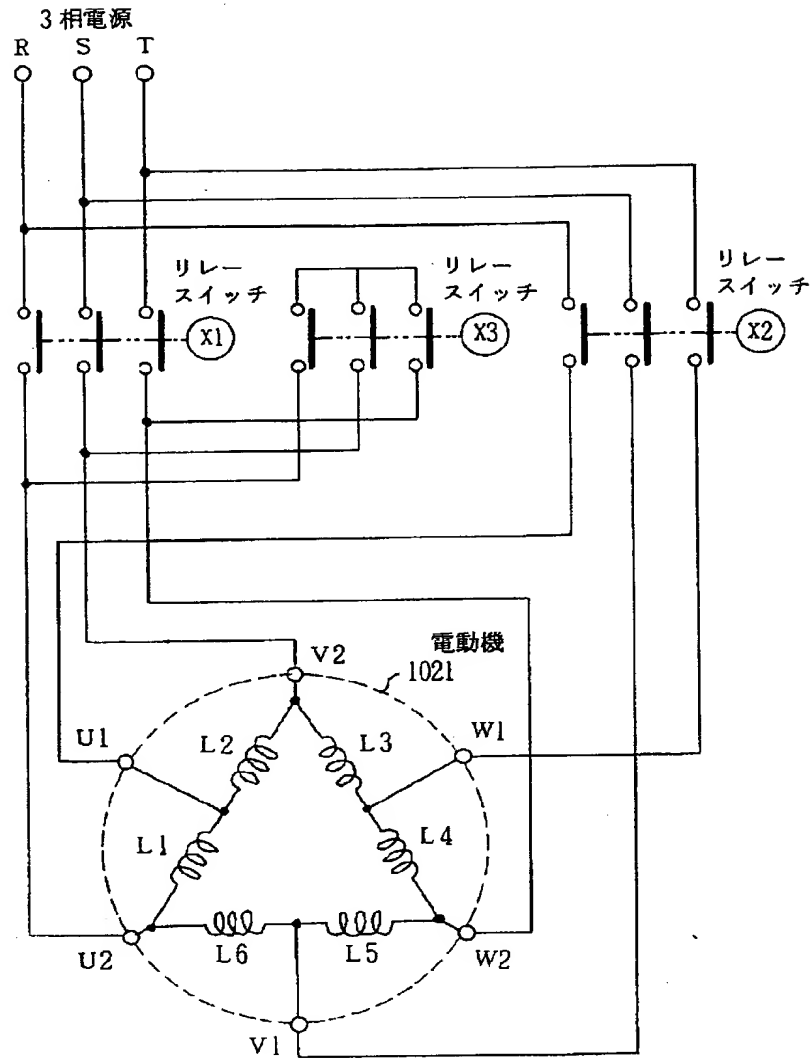 3相電源
R S T
リレー
スイッチ
X1
リレー
スイッチ
X3
リレー
スイッチ
X2
電動機
1021
V2
U1
W1
L2
L3
L1
L4
L6
L5
U2
W2
V1